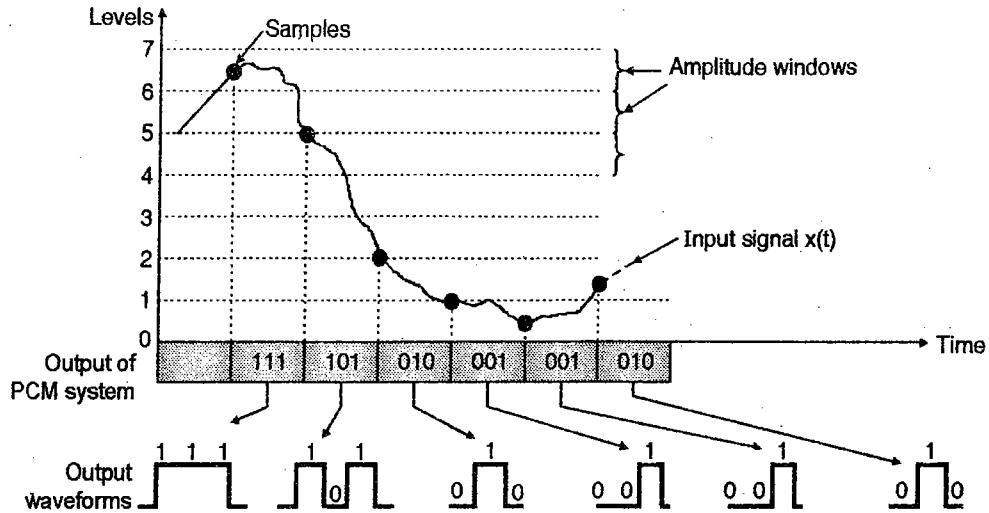 Levels
Samples
7
6
5
4
3
2
1
0
Amplitude windows
Input signal x(t)
Time
Output of
PCM system
111 101 010 001 001 010
1 1 1 1 0 1 0 1 0 0 0 1 0 0 1 0 1 0
Output
waveforms